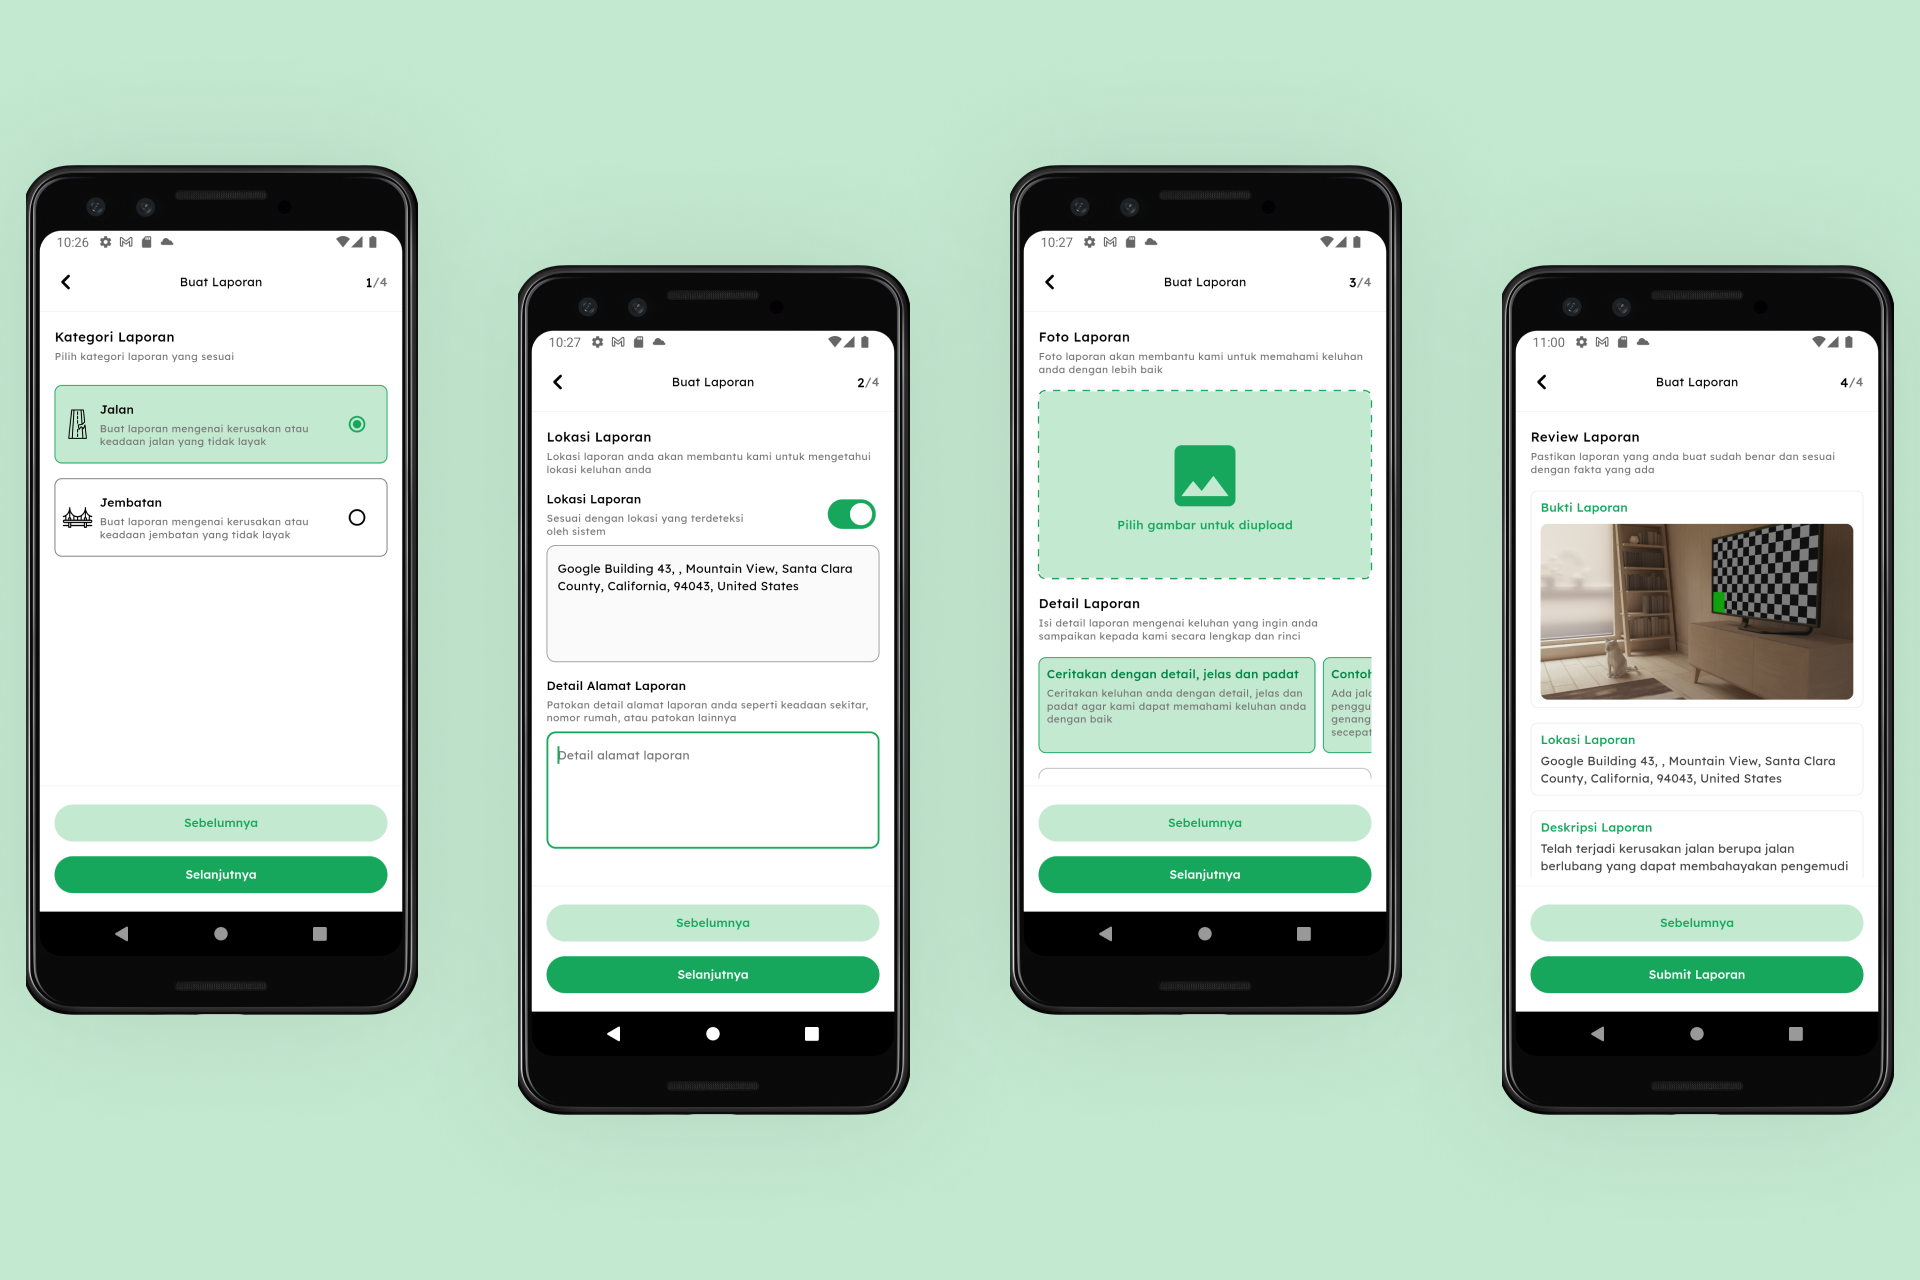 10:26
Buat Laporan
1/4
Kategori Laporan
Pilih kategori laporan yang sesuai
Jalan
Buat laporan mengenai kerusakan atau
keadaan jalan yang tidak layak
Jembatan
Buat laporan mengenai kerusakan atau
keadaan jembatan yang tidak layak
Sebelumnya
Selanjutnya
10:27
Buat Laporan
2/4
Lokasi Laporan
Lokasi laporan anda akan membantu kami untuk mengetahui
lokasi keluhan anda
Lokasi Laporan
Sesuai dengan lokasi yang terdeteksi
oleh sistem
Google Building 43, , Mountain View, Santa Clara
County, California, 94043, United States
Detail Alamat Laporan
Patokan detail alamat laporan anda seperti keadaan sekitar,
nomor rumah, atau patokan lainnya
Detail alamat laporan
Sebelumnya
Selanjutnya
10:27
Buat Laporan
3/4
Foto Laporan
Foto laporan akan membantu kami untuk memahami keluhan
anda dengan lebih baik
Pilih gambar untuk diupload
Detail Laporan
Isi detail laporan mengenai keluhan yang ingin anda
sampaikan kepada kami secara lengkap dan rinci
Ceritakan dengan detail, jelas dan padat
Ceritakan keluhan anda dengan detail, jelas dan
padat agar kami dapat memahami keluhan anda
dengan baik
Contoh
Ada jala
penggu
genang
secepat
Sebelumnya
Selanjutnya
11:00
Buat Laporan
4/4
Review Laporan
Pastikan laporan yang anda buat sudah benar dan sesuai
dengan fakta yang ada
Bukti Laporan
Lokasi Laporan
Google Building 43, , Mountain View, Santa Clara
County, California, 94043, United States
Deskripsi Laporan
Telah terjadi kerusakan jalan berupa jalan
berlubang yang dapat membahayakan pengemudi
Sebelumnya
Submit Laporan